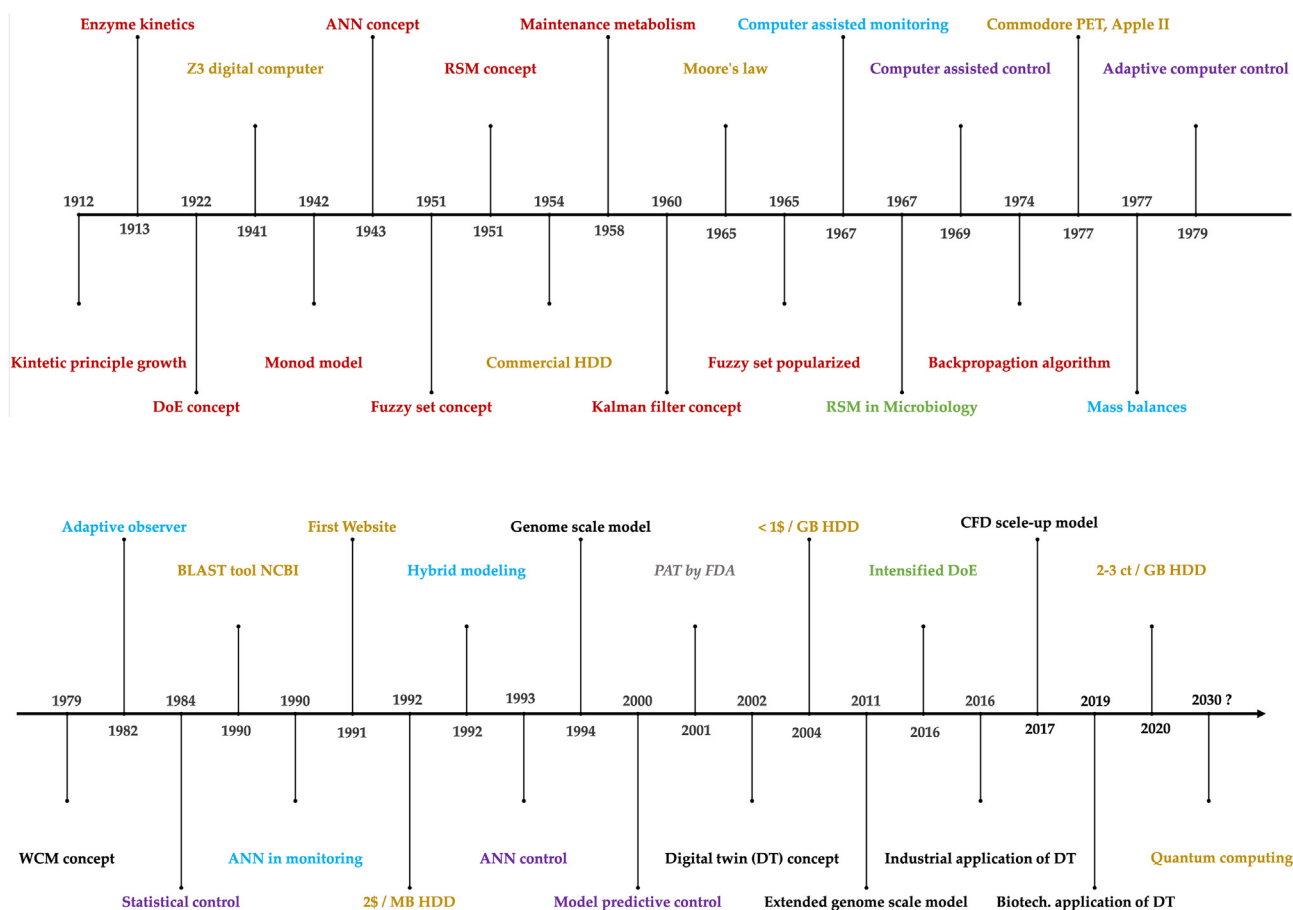 Enzyme kinetics
ANN concept
Maintenance metabolism
Computer assisted monitoring
Commodore PET, Apple II
Z3 digital computer
RSM concept
Moore's law
Computer assisted control
Adaptive computer control
1912
1922
1942
1951
1954
1960
1965
1967
1974
1977
1913
1941
1943
1951
1958
1965
1967
1969
1977
1979
Kintetic principle growth
Monod model
Commercial HDD
Fuzzy set popularized
Backpropagtion algorithm
DoE concept
Fuzzy set concept
Kalman filter concept
RSM in Microbiology
Mass balances
Adaptive observer
First Website
Genome scale model
< 1$ / GB HDD
CFD scele-up model
BLAST tool NCBI
Hybrid modeling
PAT by FDA
Intensified DoE
2-3 ct / GB HDD
1979
1984
1990
1992
1993
2000
2002
2011
2016
2019
2030 ?
1982
1990
1991
1992
1994
2001
2004
2016
2017
2020
WCM concept
ANN in monitoring
ANN control
Digital twin (DT) concept
Industrial application of DT
Quantum computing
Statistical control
2$ / MB HDD
Model predictive control
Extended genome scale model
Biotech. application of DT